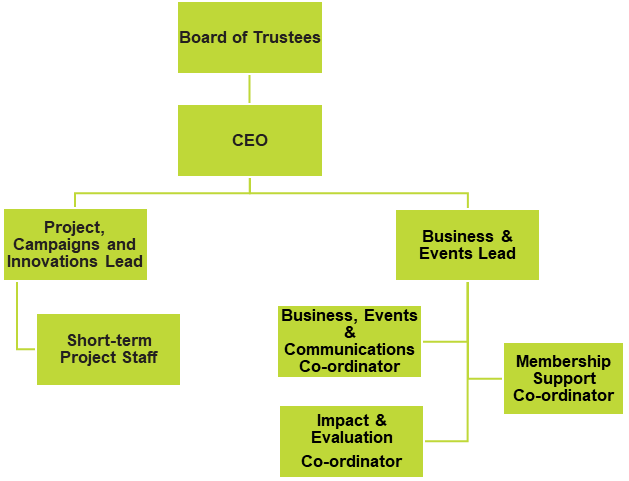 Board of Trustees
CEO
Project,
Campaigns and
Innovations Lead
Business &
Events Lead
Short-term
Project Staff
Business, Events
&
Communications
Co-ordinator
Membership
Support
Co-ordinator
Impact &
Evaluation
Co-ordinator